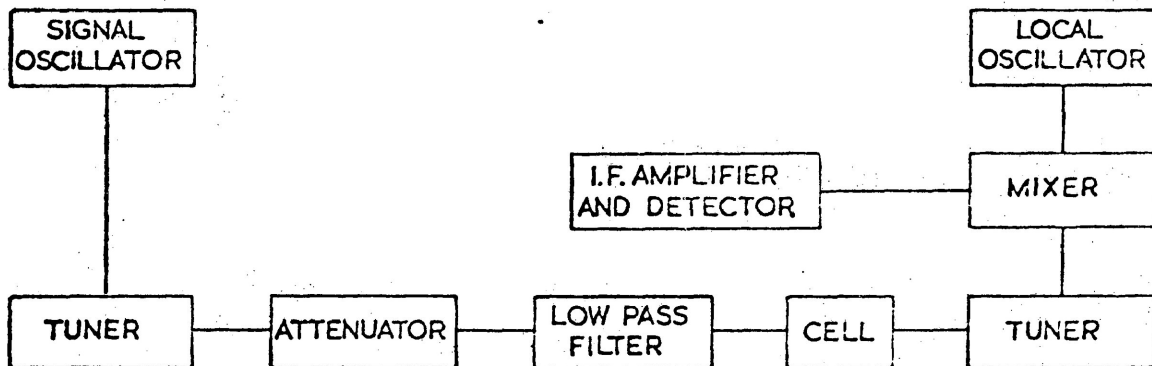 SIGNAL
OSCILLATOR
LOCAL
OSCILLATOR
I.F. AMPLIFIER
AND DETECTOR
MIXER
TUNER
ATTENUATOR
LOW PASS
FILTER
CELL
TUNER